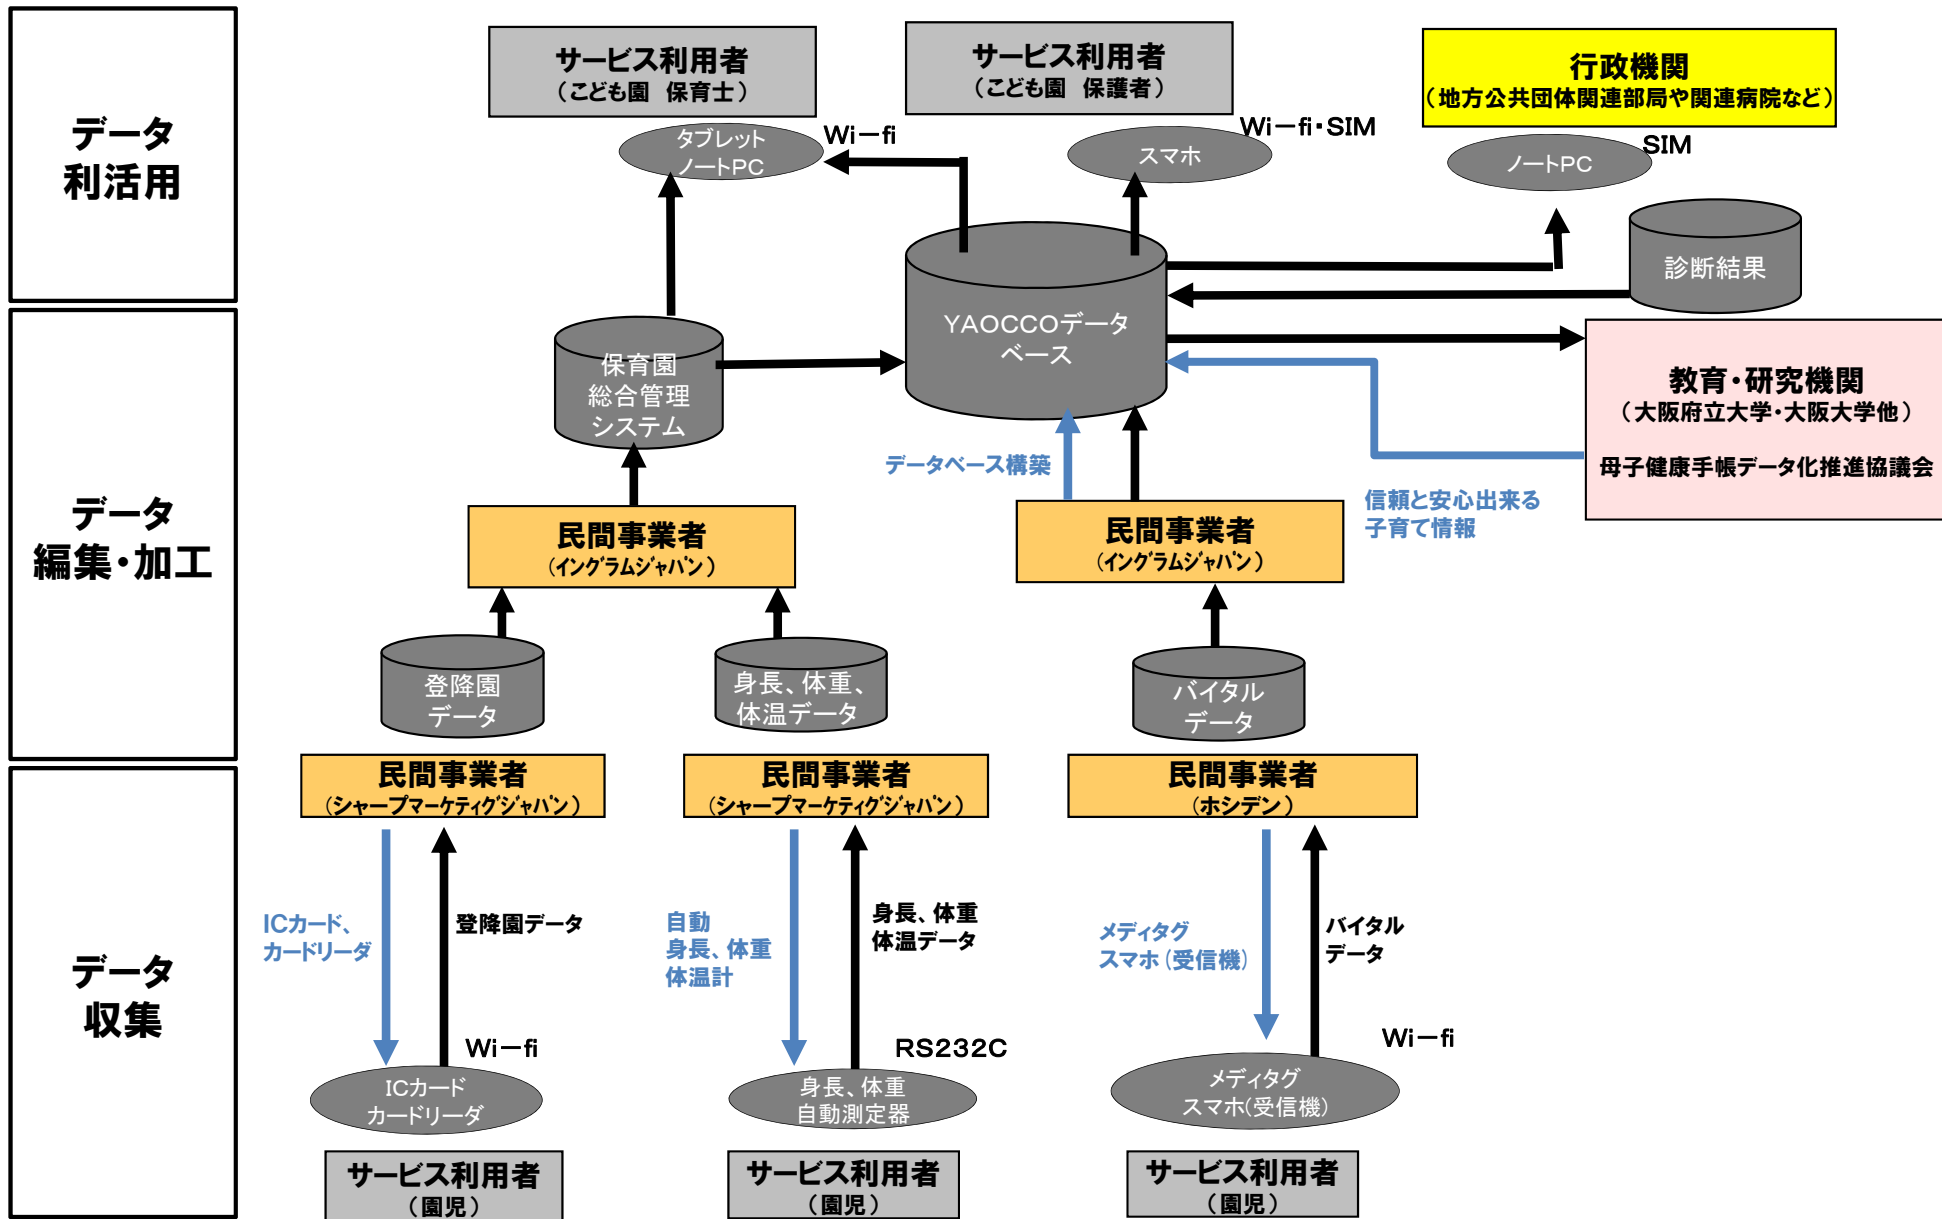 データ
利活用
サービス利用者
（こども園　保育士）
サービス利用者
（こども園　保護者）
行政機関
（地方公共団体関連部局や関連病院など）
タブレット
ノートPC
Wi－fi
スマホ
Wi－fi・SIM
ノートPC
SIM
診断結果
YAOCCOデータ
ベース
データ
編集・加工
保育園
総合管理
システム
教育・研究機関
（大阪府立大学・大阪大学他）
母子健康手帳データ化推進協議会
データベース構築
信頼と安心出来る
子育て情報
民間事業者
（イングラムジャパン）
民間事業者
（イングラムジャパン）
登降園
データ
身長、体重、
体温データ
バイタル
データ
民間事業者
（シャープマーケティグジャパン）
民間事業者
（シャープマーケティグジャパン）
民間事業者
（ホシデン）
データ
収集
ICカード、
カードリーダ
登降園データ
自動
身長、体重
体温計
身長、体重
体温データ
メディタグ
スマホ（受信機）
バイタル
データ
Wi－fi
RS232C
Wi－fi
ICカード
カードリーダ
身長、体重
自動測定器
メディタグ
スマホ（受信機）
サービス利用者
（園児）
サービス利用者
（園児）
サービス利用者
（園児）